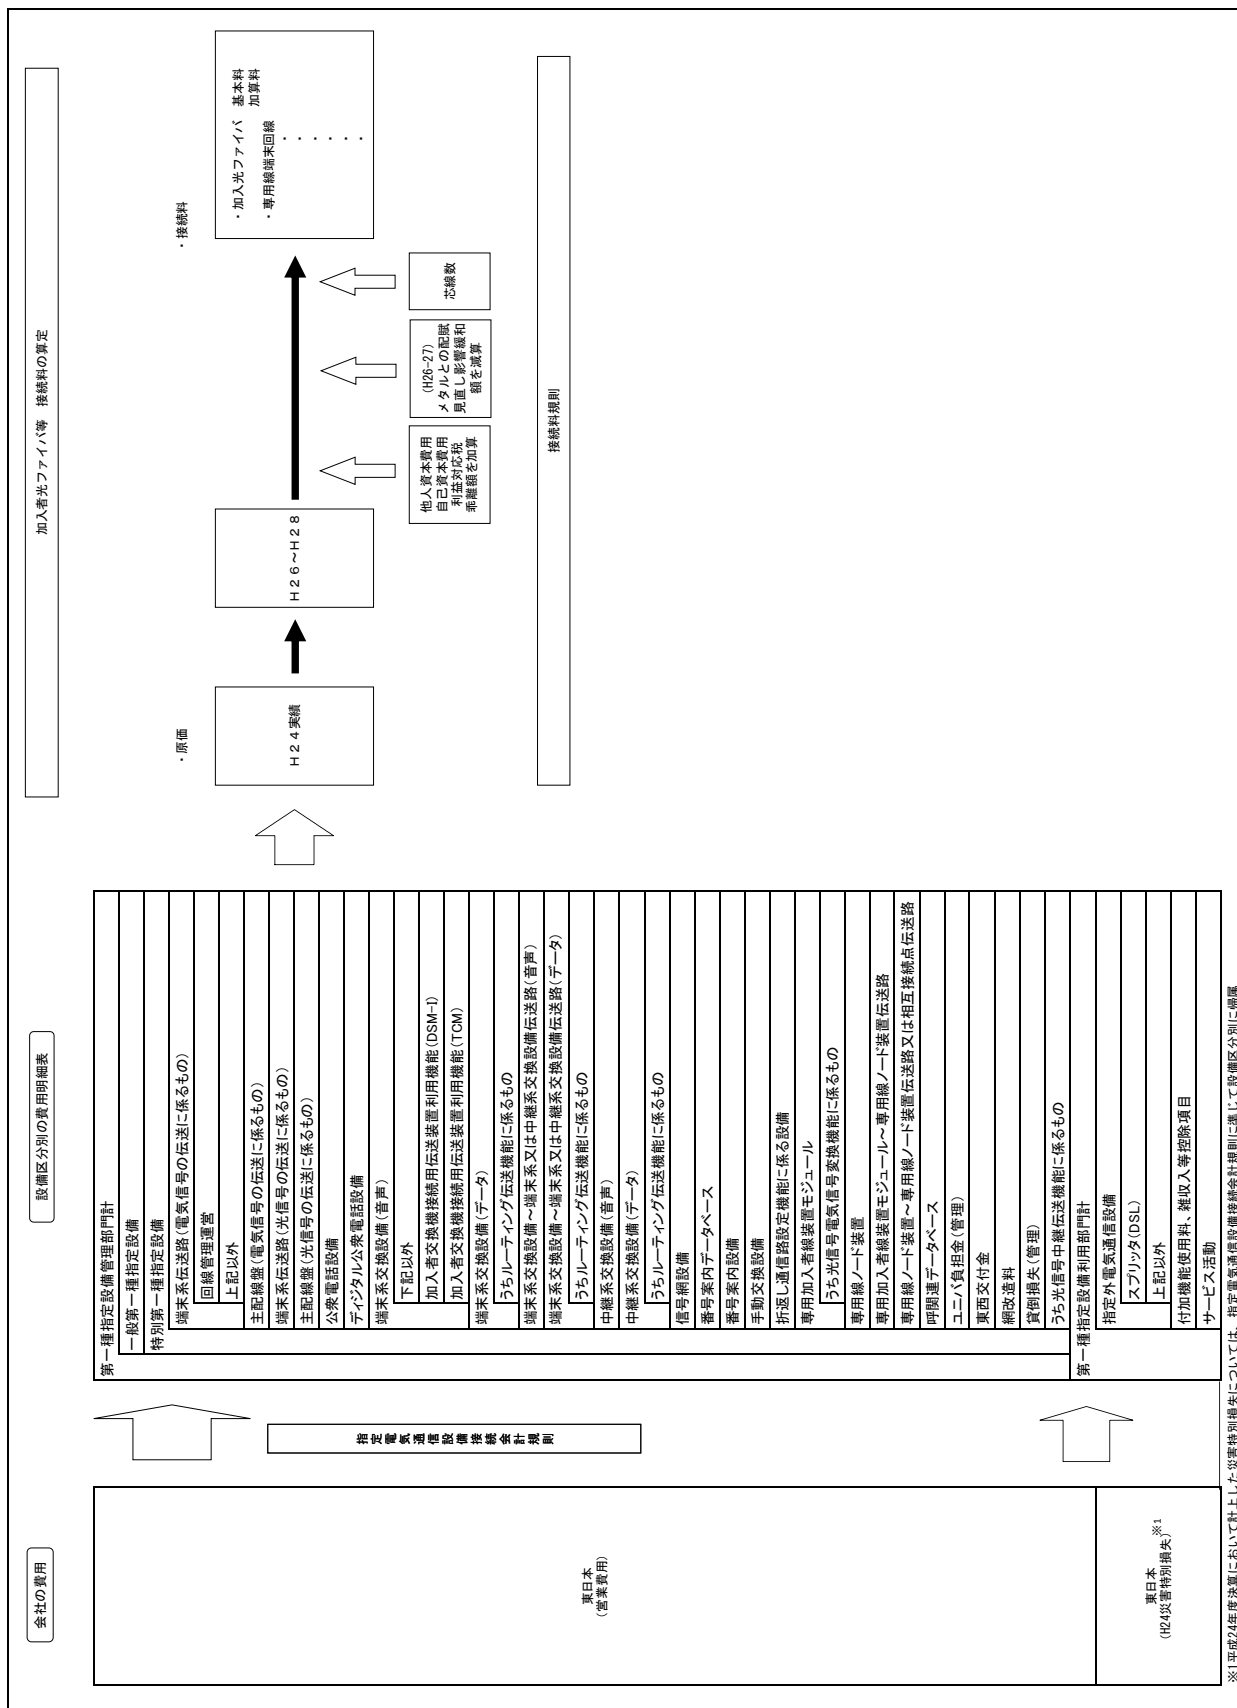 会社の費用
東日本
(営業費用)
東日本
(H24災害特別損失)※1
指定電気通信設備接続会計規則
設備区分別の費用明細表
第一種指定設備管理部門計
一般第一種指定設備
特別第一種指定設備
端末系伝送路(電気信号の伝送に係るもの)
回線管理運営
上記以外
主配線盤(電気信号の伝送に係るもの)
端末系伝送路(光信号の伝送に係るもの)
主配線盤(光信号の伝送に係るもの)
公衆電話設備
ディジタル公衆電話設備
端末系交換設備(音声)
下記以外
加入者交換機接続用伝送装置利用機能(DSM-I)
加入者交換機接続用伝送装置利用機能(TCM)
端末系交換設備(データ)
うちルーティング伝送機能に係るもの
端末系交換設備~端末系又は中継系交換設備伝送路(音声)
端末系交換設備~端末系又は中継系交換設備伝送路(データ)
うちルーティング伝送機能に係るもの
中継系交換設備(音声)
中継系交換設備(データ)
うちルーティング伝送機能に係るもの
信号網設備
番号案内データベース
番号案内設備
手動交換設備
折返し通信路設定機能に係る設備
専用加入者線装置モジュール
うち光信号電気信号変換機能に係るもの
専用線ノード装置
専用加入者線装置モジュール~専用線ノード装置伝送路
専用線ノード装置~専用線ノード装置伝送路又は相互接続点伝送路
呼関連データベース
ユニバ負担金(管理)
東西交付金
網改造料
貸倒損失(管理)
うち光信号中継伝送機能に係るもの
第一種指定設備利用部門計
指定外電気通信設備
スプリッタ(DSL)
上記以外
付加機能使用料、雑収入等控除項目
サービス活動
加入者光ファイバ等 接続料の算定
・原価
・接続料
H24実績
H26~H28
・加入光ファイバ 基本料
加算料
・専用線端末回線
・
・
・
・
・
・
他人資本費用
自己資本費用
利益対応税
乖離額を加算
(H26-27)
メタルとの配賦
見直し影響緩和
額を減算
芯線数
接続料規則
※1平成24年度決算において計上した災害特別損失については、指定電気通信設備接続会計規則に準じて設備区分別に帰属